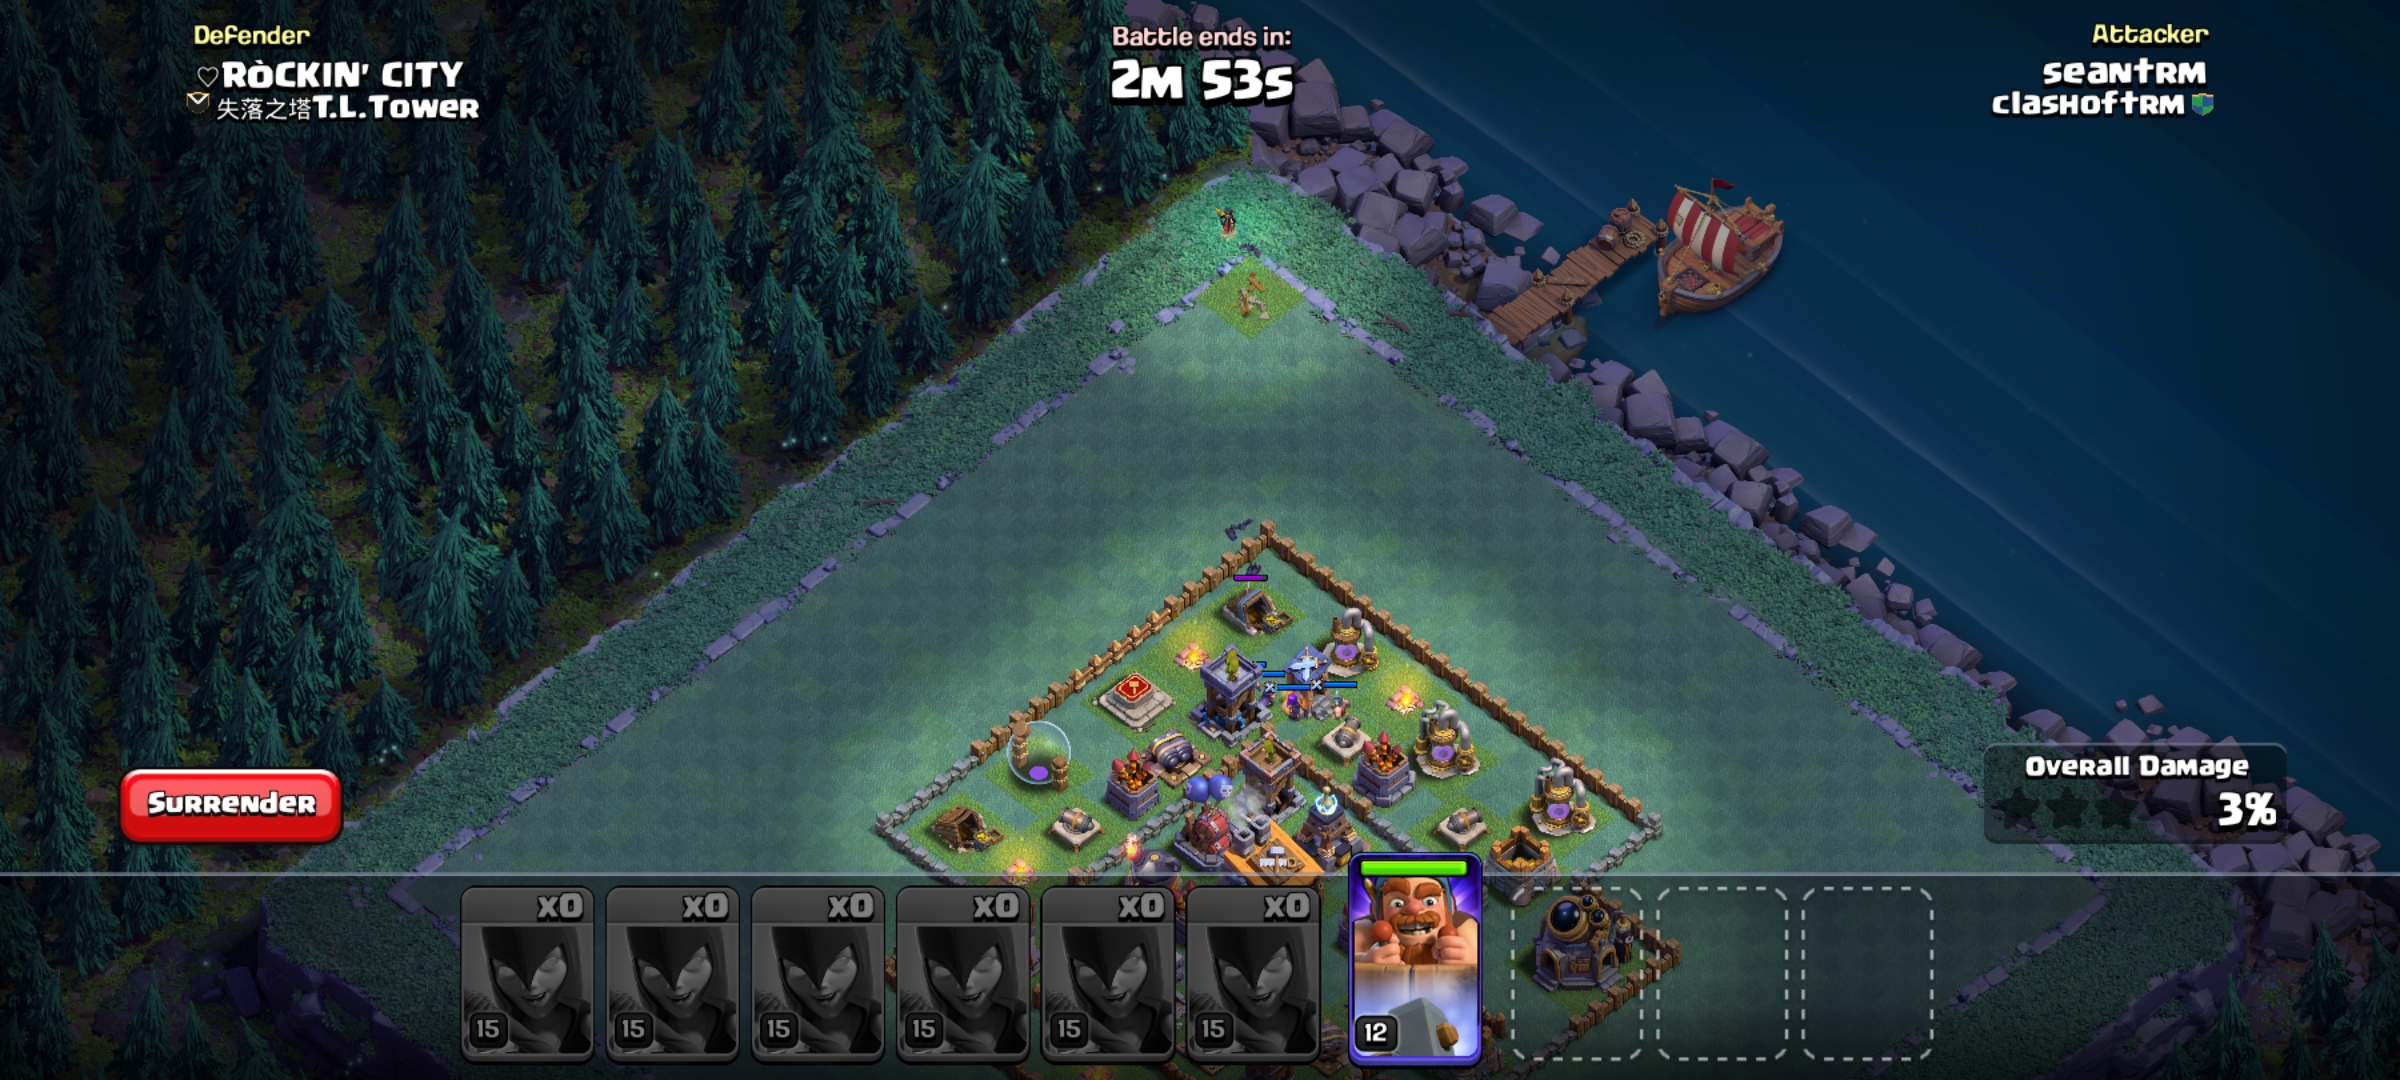 Defender
RÒCKIN' CITY
失落之塔T.L.Tower
Battle ends in:
2M 53s
Attacker
seantRM
clashoftRM
Surrender
Overall Damage
3%
x0 x0 x0 x0 x0 x0
15 15 15 15 15 15 12